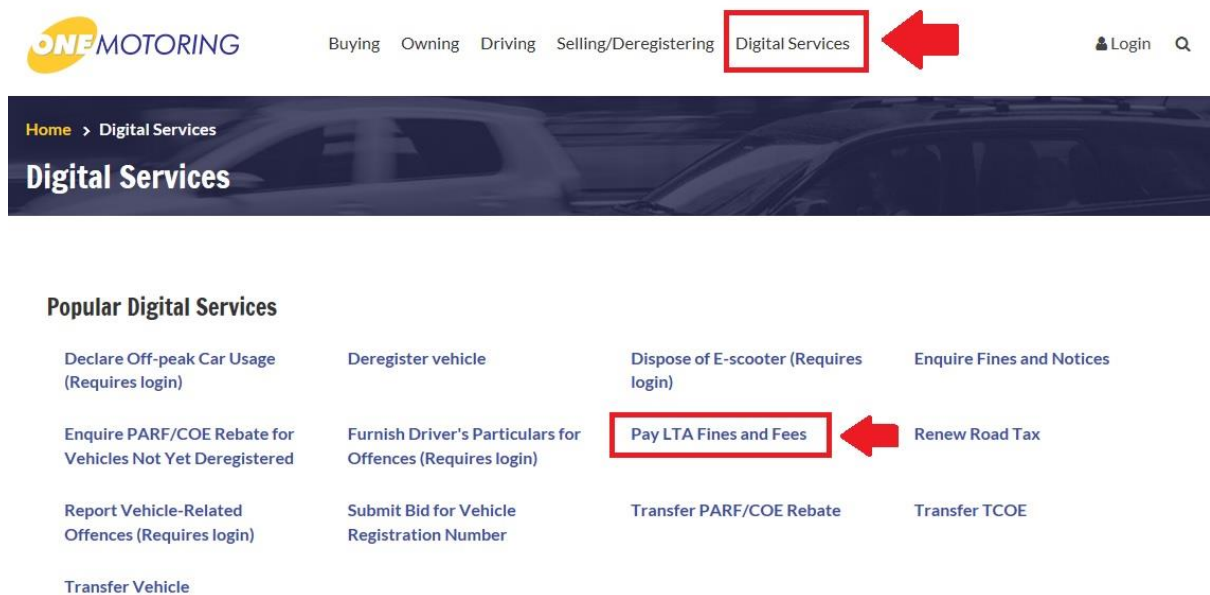 ONEMOTORING
Buying Owning Driving Selling/Deregistering Digital Services Login
Home > Digital Services
Digital Services
Popular Digital Services
Declare Off-peak Car Usage (Requires login)
Deregister vehicle
Dispose of E-scooter (Requires login)
Enquire Fines and Notices
Enquire PARF/COE Rebate for Vehicles Not Yet Deregistered
Furnish Driver's Particulars for Offences (Requires login)
Pay LTA Fines and Fees
Renew Road Tax
Report Vehicle-Related Offences (Requires login)
Submit Bid for Vehicle Registration Number
Transfer PARF/COE Rebate
Transfer TCOE
Transfer Vehicle